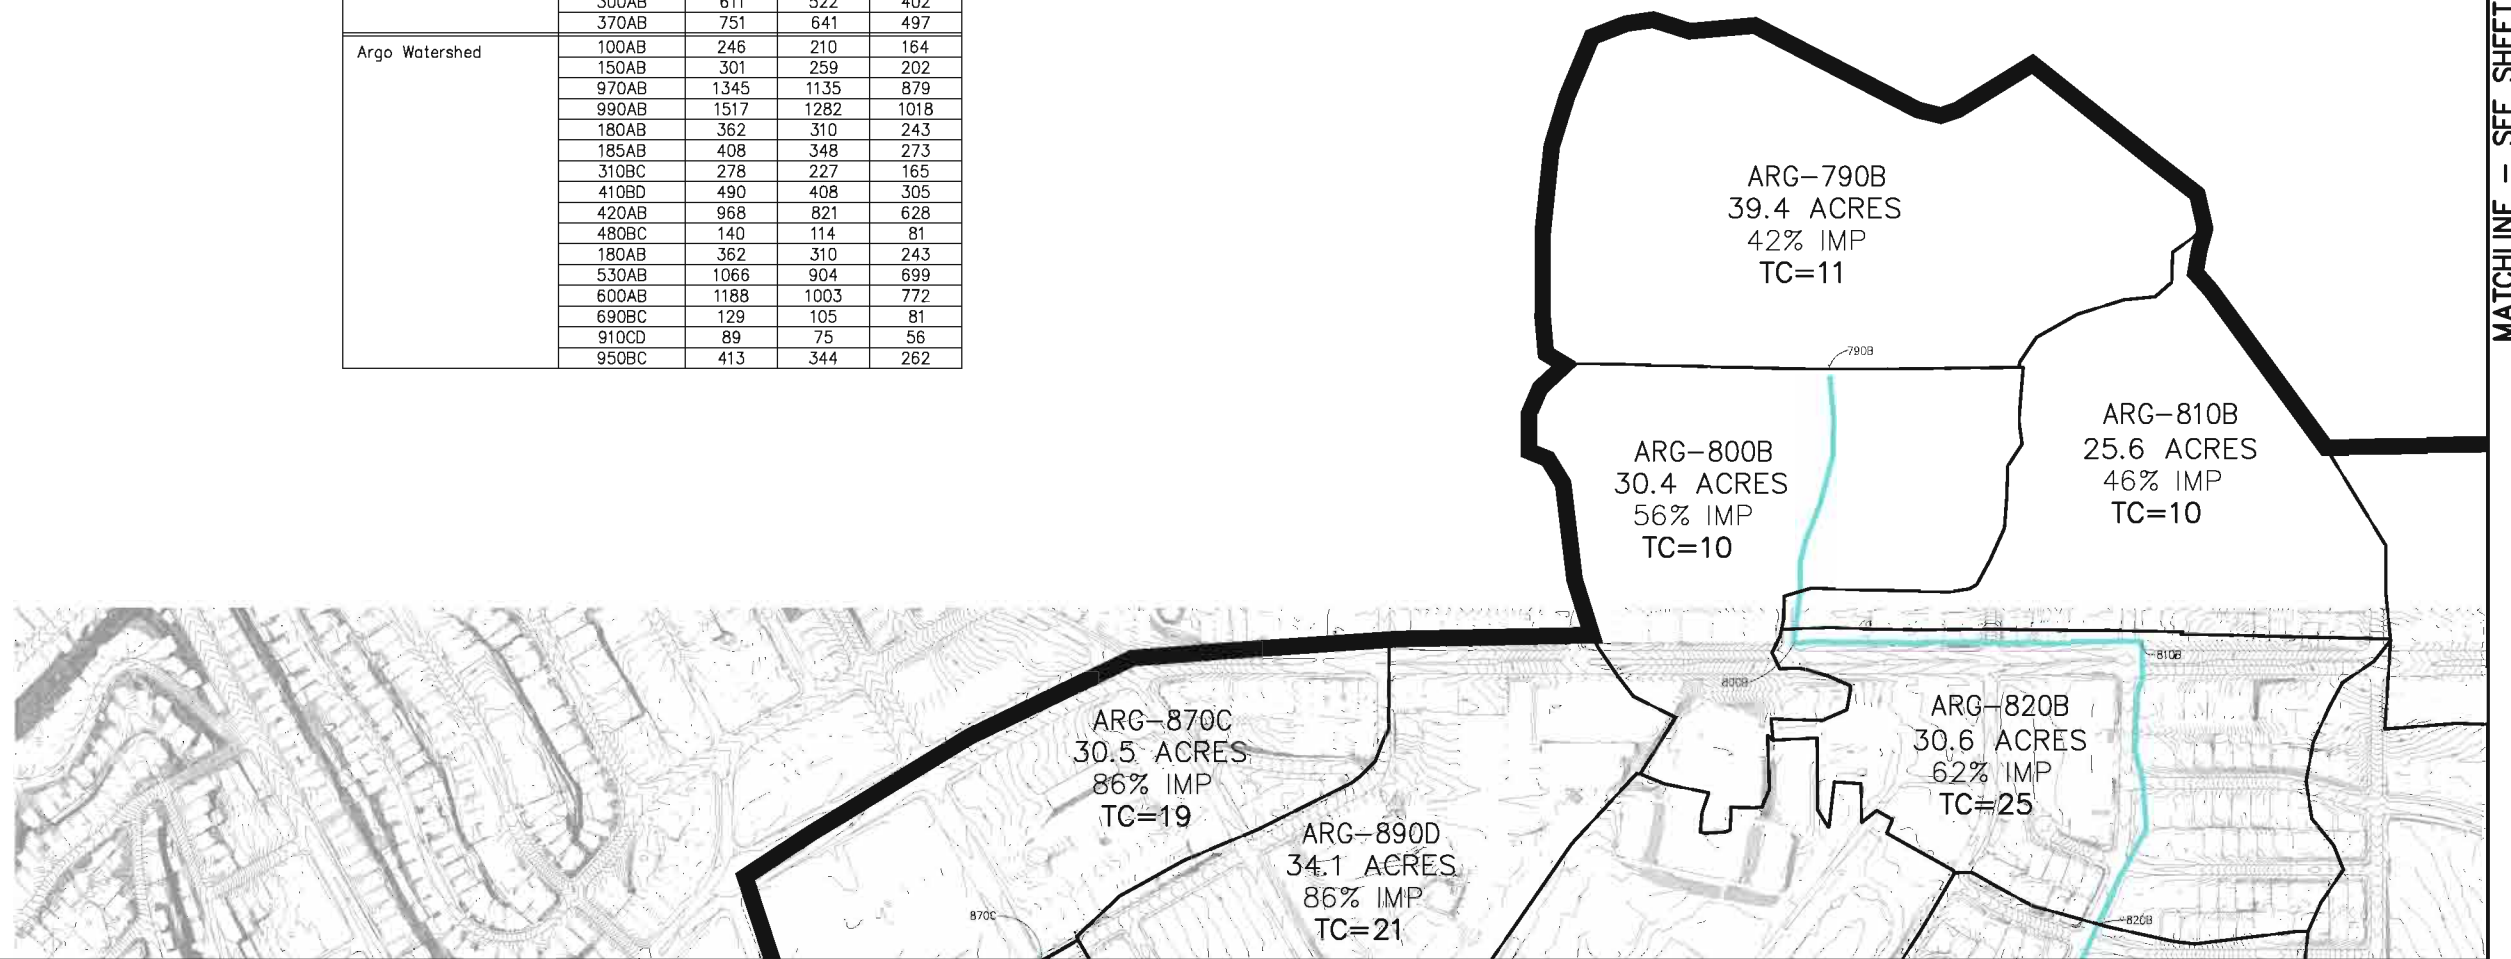 300AB 611 522 402
370AB 751 641 497
Argo Watershed 100AB 246 210 164
150AB 301 259 202
970AB 1345 1135 879
990AB 1517 1282 1018
180AB 362 310 243
185AB 408 348 273
310BC 278 227 165
410BD 490 408 305
420AB 968 821 628
480BC 140 114 81
180AB 362 310 243
530AB 1066 904 699
600AB 1188 1003 772
690BC 129 105 81
910CD 89 75 56
950BC 413 344 262
ARG-790B
39.4 ACRES
42% IMP
TC=11
790B
ARG-800B
30.4 ACRES
56% IMP
TC=10
ARG-810B
25.6 ACRES
46% IMP
TC=10
810B
800B
ARG-820B
30.6 ACRES
62% IMP
TC=25
820B
ARG-870C
30.5 ACRES
86% IMP
TC=19
870C
ARG-890D
34.1 ACRES
86% IMP
TC=21
MATCHLINE - SEE SHEET